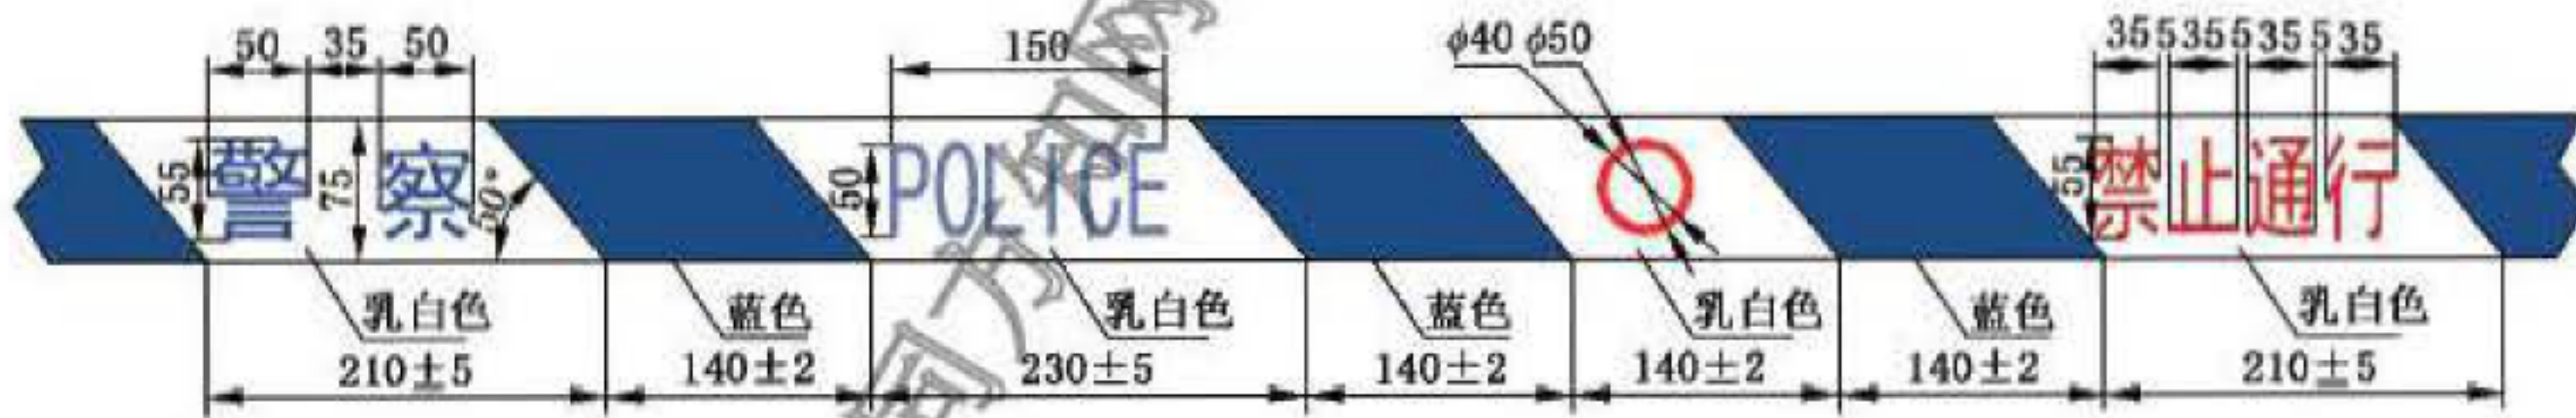 50 35 50 150 φ40 φ50 35 5 35 5 35 5 35
55 警 75 察 60° 50 POLICE 55 禁止通行
乳白色 蓝色 乳白色 蓝色 乳白色 蓝色 乳白色
210±5 140±2 230±5 140±2 140±2 140±2 210±5